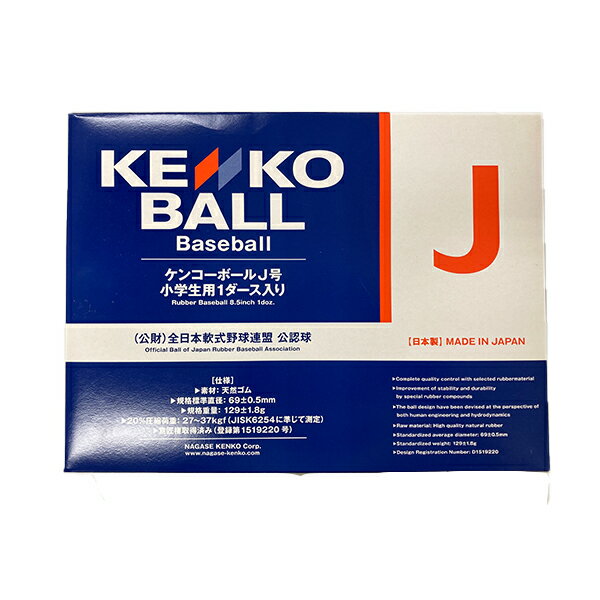 KENKO
BALL
Baseball
ケンコーボールJ号
小学生用1ダース入り
Rubber Baseball 8.5inch 1doz.
(公財)全日本軟式野球連盟 公認球
Official Ball of Japan Rubber Baseball Association
J
【日本製】MADE IN JAPAN
【仕様】
▶素材: 天然ゴム
▶規格標準直径: 69±0.5mm
▶規格重量: 129±1.8g
▶20%圧縮荷重: 27〜37kgf(JISK6254に準じて測定)
▶意匠権取得済み(登録第1519220号)
NAGASE KENKO Corp.
www.nagase-kenko.com
▶Complete quality control with selected rubbermaterial
▶Improvement of stability and durability
by special rubber compounds
▶The ball design have been devised at the perspective of
both human engineering and hydrodynamics
▶Raw material: High quality natural rubber
▶Standardized average diameter: 69±0.5mm
▶Standardized weight: 129±1.8g
▶Design Registration Number: D1519220